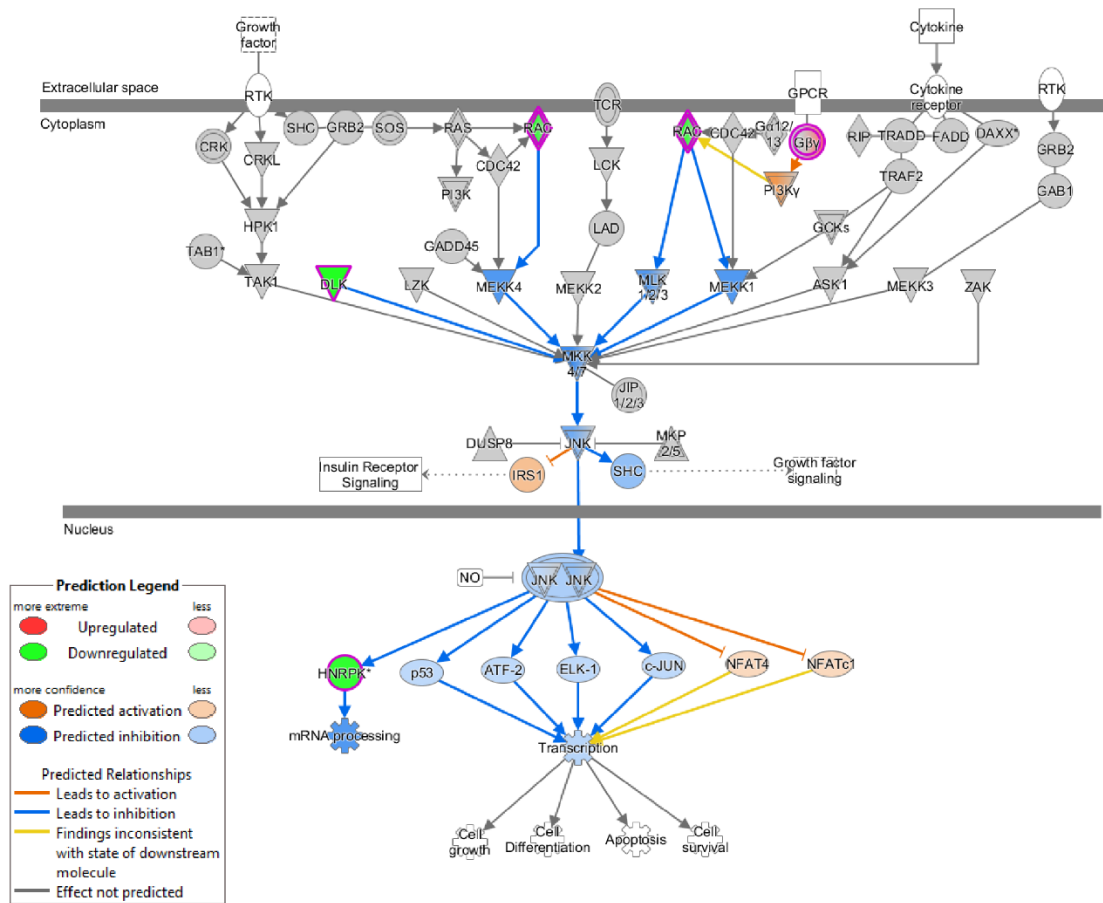 Growth
factor
Cytokine
Extracellular space
RTK
TCR
GPCR
Cytokine
receptor
RTK
Cytoplasm
CRK
CRKL
SHC
GRB2
SOS
RAS
RAC
CDC42
PI3K
LCK
RAC
CDC42
Gα12/
13
Gβγ
PI3Kγ
RIP
TRADD
FADD
DAXX*
GRB2
TRAF2
GAB1
HPK1
GADD45
LAD
GCKs
TAB1*
TAK1
DLK
LZK
MEKK4
MEKK2
MLK
1/2/3
MEKK1
ASK1
MEKK3
ZAK
MKK
4/7
JIP
1/2/3
DUSP8
JNK
MKP
2/5
Insulin Receptor
Signaling
IRS1
SHC
Growth factor
signaling
Nucleus
NO
JNK
JNK
HNRPK*
p53
ATF-2
ELK-1
c-JUN
NFAT4
NFATc1
mRNA processing
Transcription
Cell
growth
Cell
Differentiation
Apoptosis
Cell
survival
Prediction Legend
more extreme less
Upregulated
Downregulated
more confidence less
Predicted activation
Predicted inhibition
Predicted Relationships
Leads to activation
Leads to inhibition
Findings inconsistent
with state of downstream
molecule
Effect not predicted